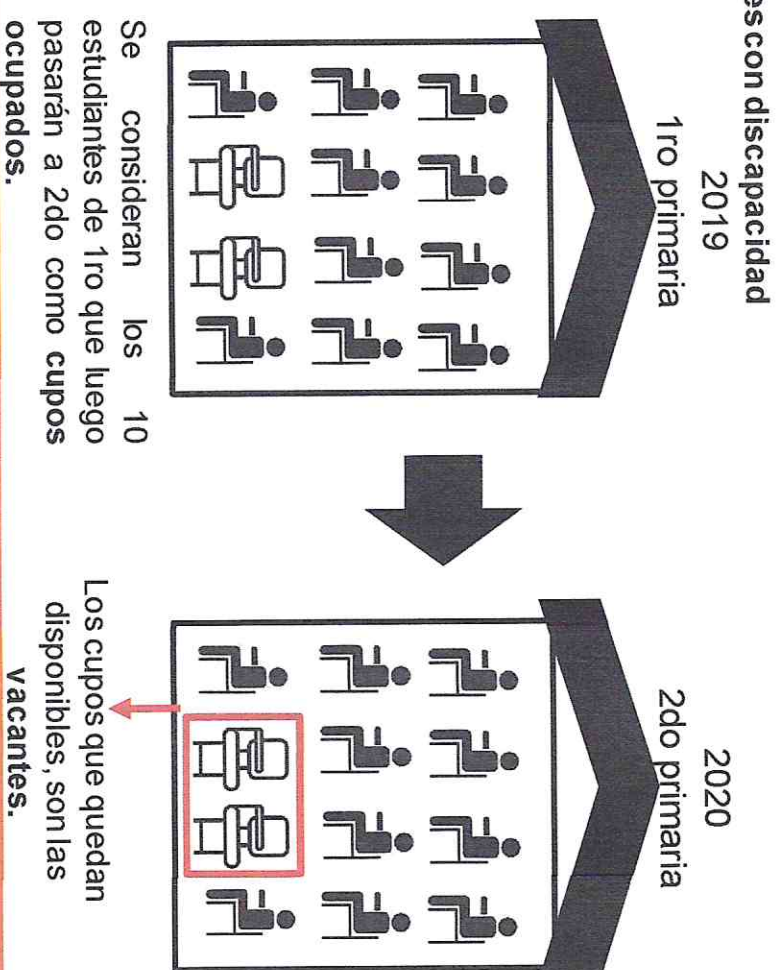 es con discapacidad
2019
1ro primaria
Se consideran los 10
estudiantes de 1ro que luego
pasarán a 2do como cupos
ocupados.
2020
2do primaria
Los cupos que quedan
disponibles, son las
vacantes.